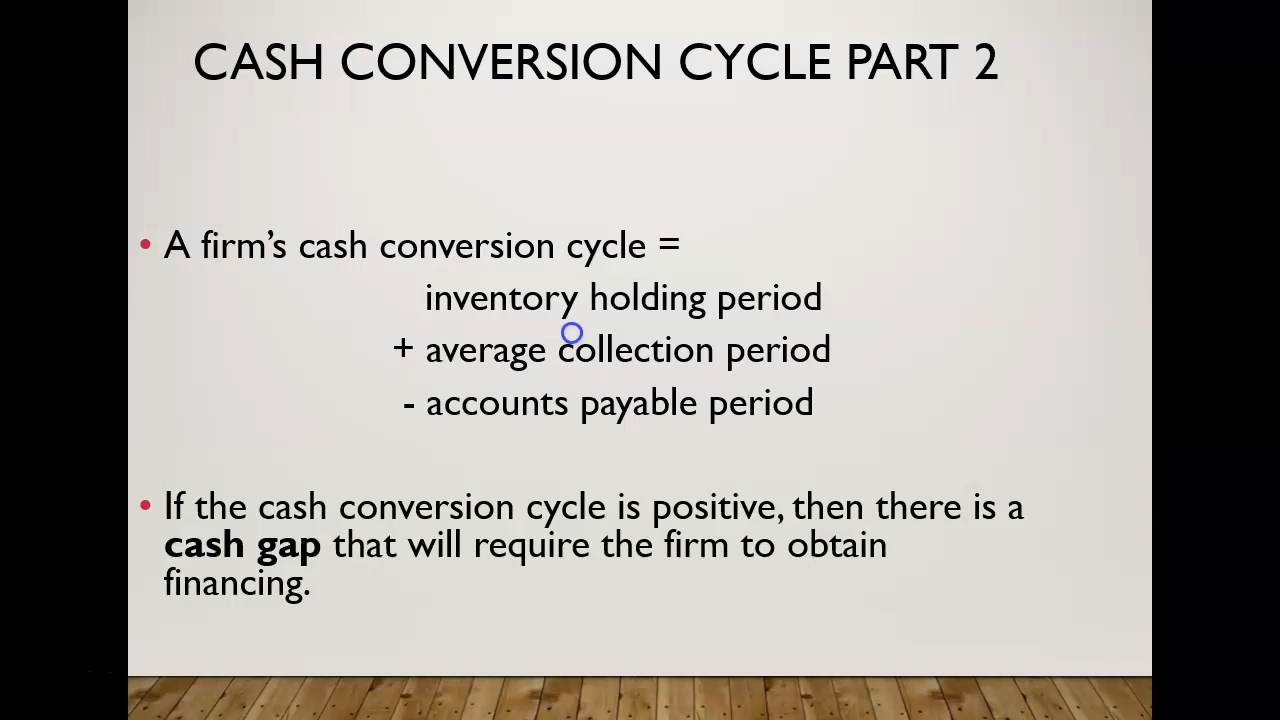 CASH CONVERSION CYCLE PART 2
• A firm’s cash conversion cycle =
inventory holding period
+ average collection period
- accounts payable period
• If the cash conversion cycle is positive, then there is a
cash gap that will require the firm to obtain
financing.